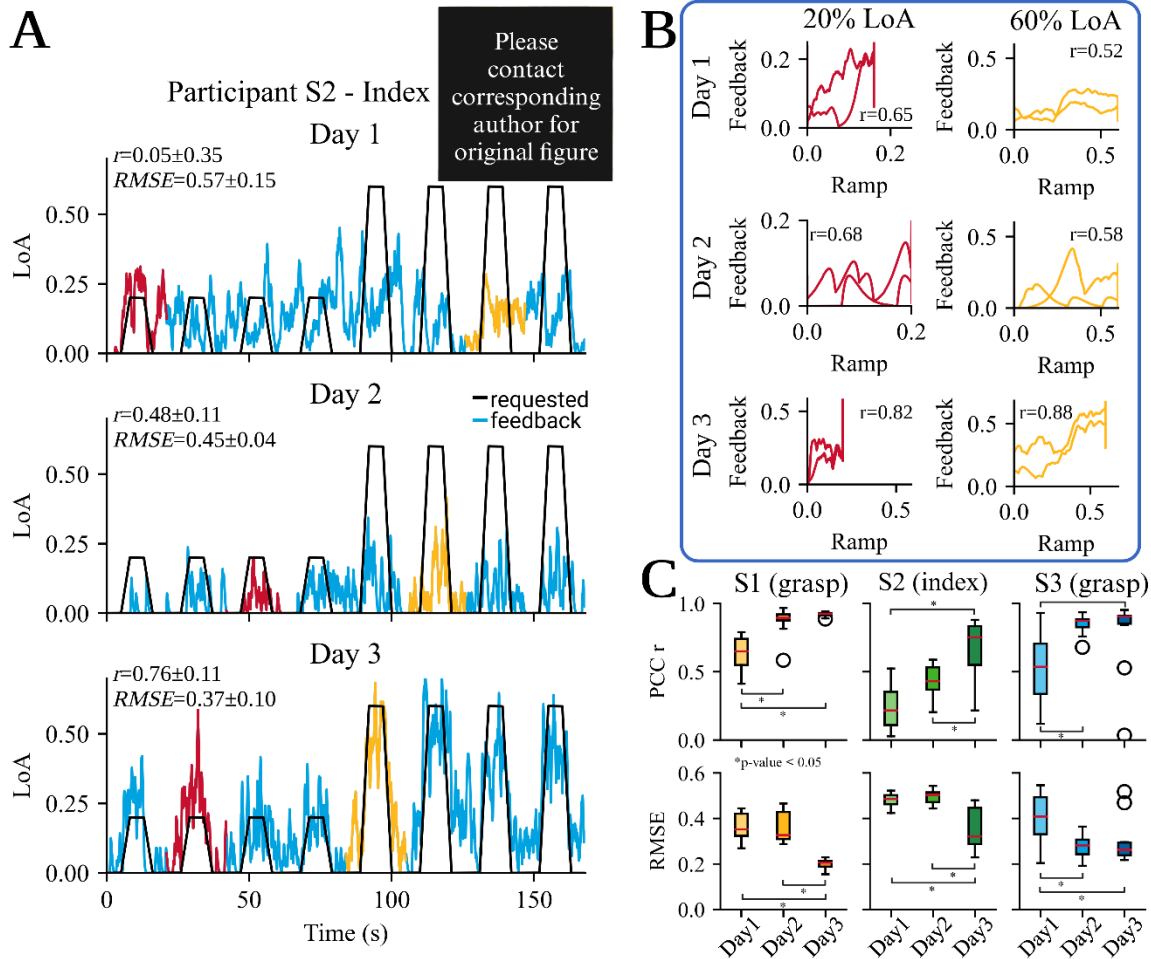 A
Please
contact
corresponding
author for
original figure
Participant S2 - Index
Day 1
r=0.05±0.35
RMSE=0.57±0.15
LoA
0.50
0.25
0.00
Day 2
r=0.48±0.11
RMSE=0.45±0.04
requested
feedback
LoA
0.50
0.25
0.00
Day 3
r=0.76±0.11
RMSE=0.37±0.10
LoA
0.50
0.25
0.00
0 50 100 150
Time (s)
B
20% LoA 60% LoA
Day 1
Feedback
0.2
0.0
r=0.65
0.0 0.2
Ramp
Feedback
0.5
0.0
r=0.52
0.0 0.5
Ramp
Day 2
Feedback
0.2
0.0
r=0.68
0.0 0.2
Ramp
Feedback
0.5
0.0
r=0.58
0.0 0.5
Ramp
Day 3
Feedback
0.5
0.0
r=0.82
0.0 0.5
Ramp
Feedback
0.5
0.0
r=0.88
0.0 0.5
Ramp
C
S1 (grasp) S2 (index) S3 (grasp)
PCC r
1.0
0.5
0.0
* * * * *
*p-value < 0.05
RMSE
0.6
0.4
0.2
0.0
* * * * * *
Day1 Day2 Day3 Day1 Day2 Day3 Day1 Day2 Day3